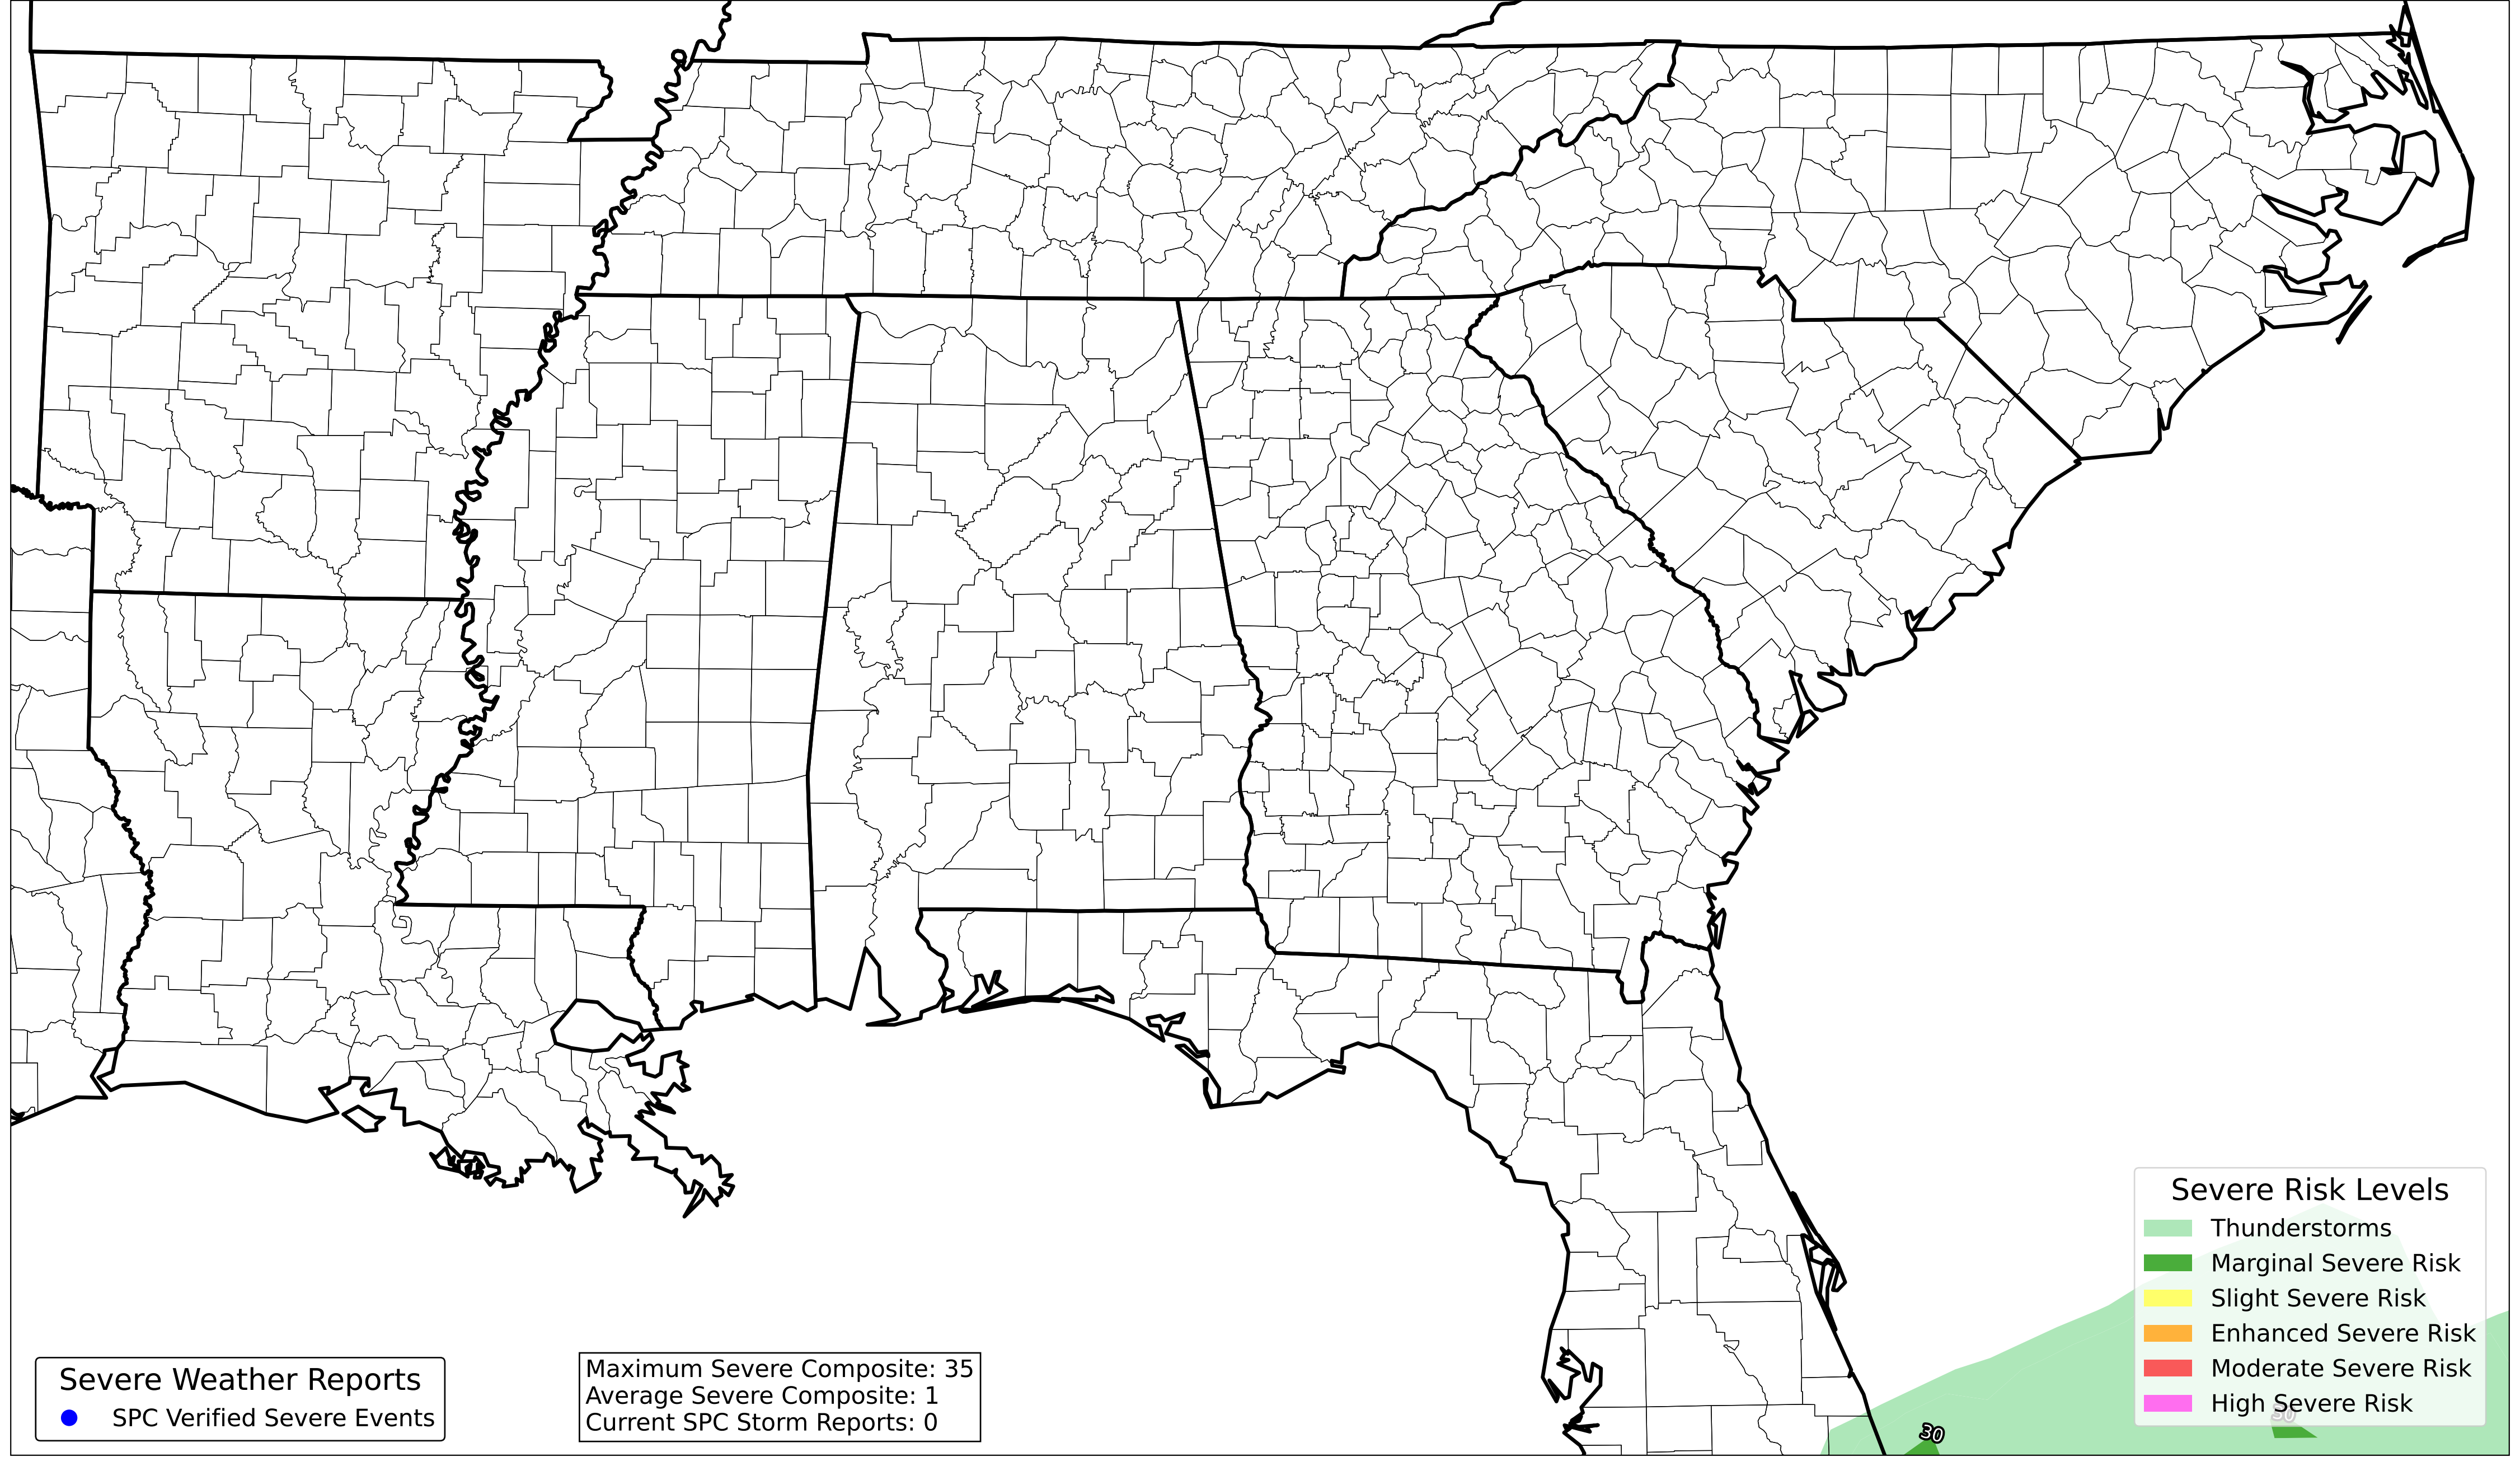 Severe Risk Levels
Thunderstorms
Marginal Severe Risk
Slight Severe Risk
Enhanced Severe Risk
Moderate Severe Risk
High Severe Risk
Severe Weather Reports
SPC Verified Severe Events
Maximum Severe Composite: 35
Average Severe Composite: 1
Current SPC Storm Reports: 0
30
30